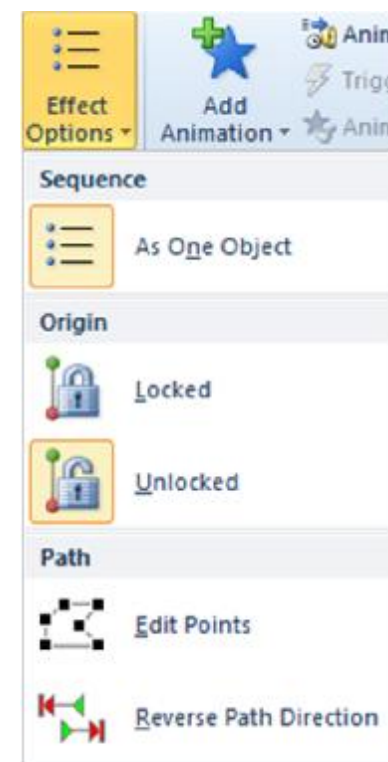 Effect
Options
Add
Animation
Sequence
As One Object
Origin
Locked
Unlocked
Path
Edit Points
Reverse Path Direction